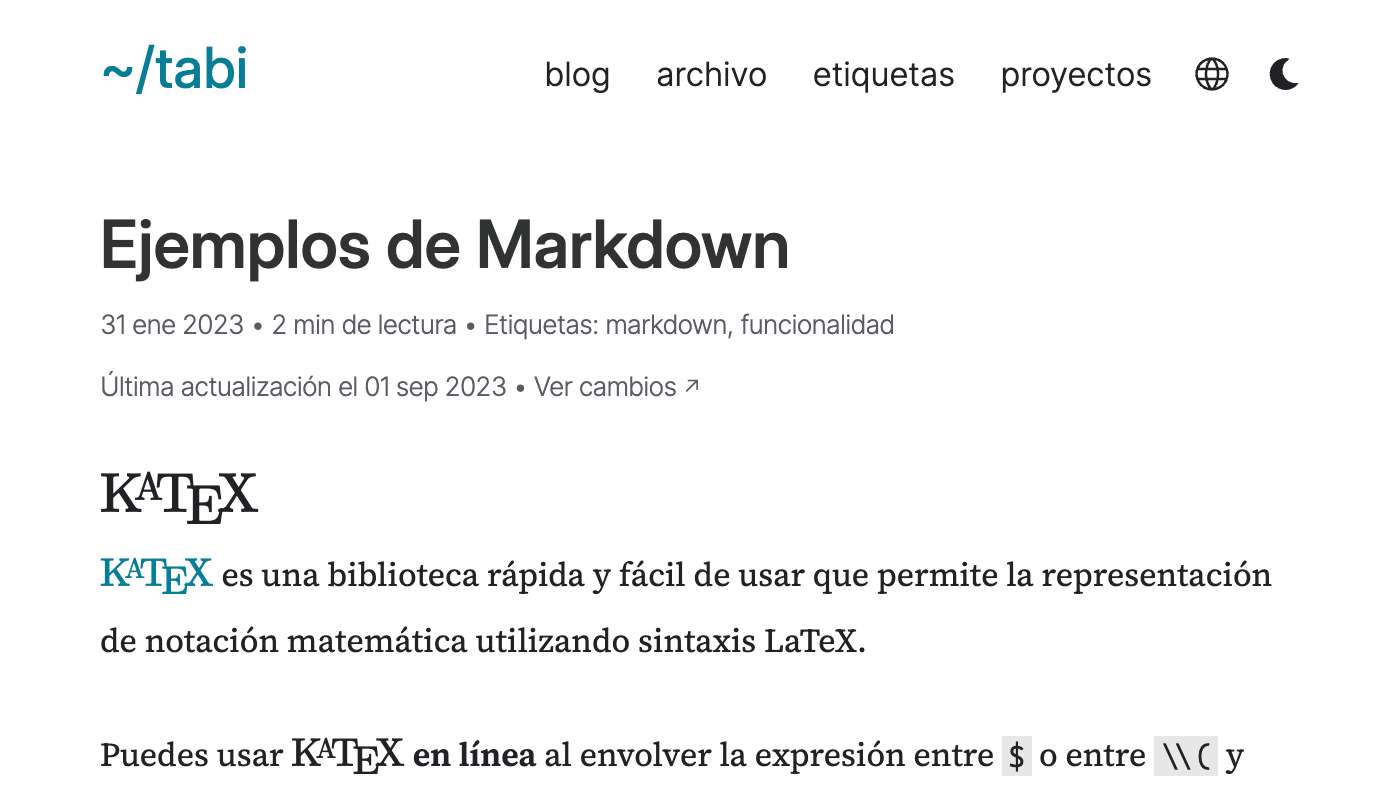 ~/tabi
blog archivo etiquetas proyectos
Ejemplos de Markdown
31 ene 2023 • 2 min de lectura • Etiquetas: markdown, funcionalidad
Última actualización el 01 sep 2023 • Ver cambios ↗
KATEX
KATEX es una biblioteca rápida y fácil de usar que permite la representación
de notación matemática utilizando sintaxis LaTeX.
Puedes usar KATEX en línea al envolver la expresión entre $ o entre \\( y